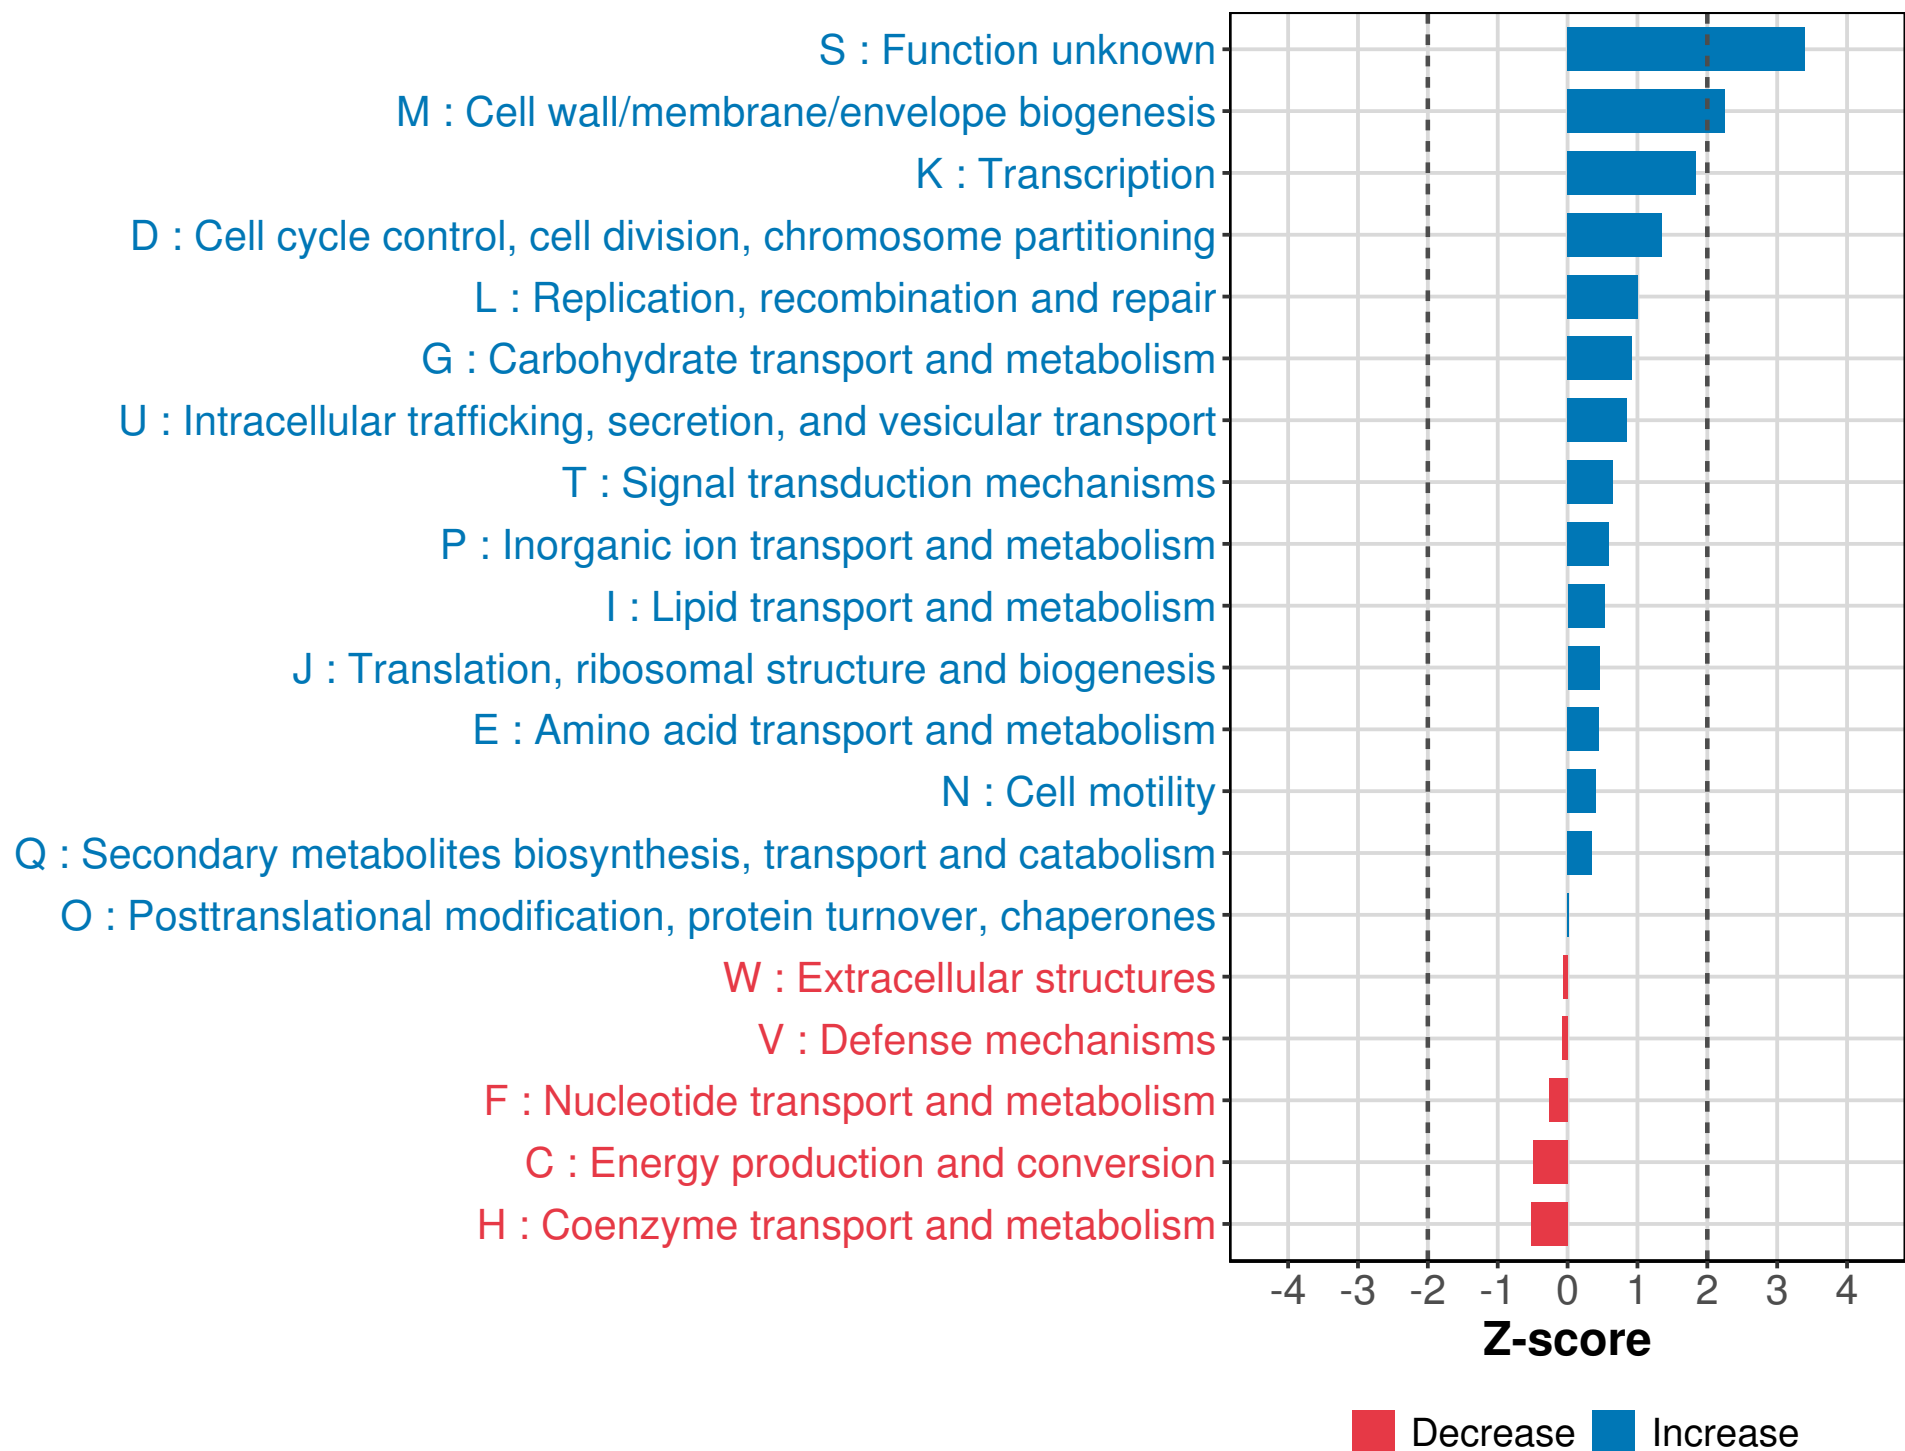 S : Function unknown
M : Cell wall/membrane/envelope biogenesis
K : Transcription
D : Cell cycle control, cell division, chromosome partitioning
L : Replication, recombination and repair
G : Carbohydrate transport and metabolism
U : Intracellular trafficking, secretion, and vesicular transport
T : Signal transduction mechanisms
P : Inorganic ion transport and metabolism
I : Lipid transport and metabolism
J : Translation, ribosomal structure and biogenesis
E : Amino acid transport and metabolism
N : Cell motility
Q : Secondary metabolites biosynthesis, transport and catabolism
O : Posttranslational modification, protein turnover, chaperones
W : Extracellular structures
V : Defense mechanisms
F : Nucleotide transport and metabolism
C : Energy production and conversion
H : Coenzyme transport and metabolism
-4 -3 -2 -1 0 1 2 3 4
Z-score
Decrease Increase